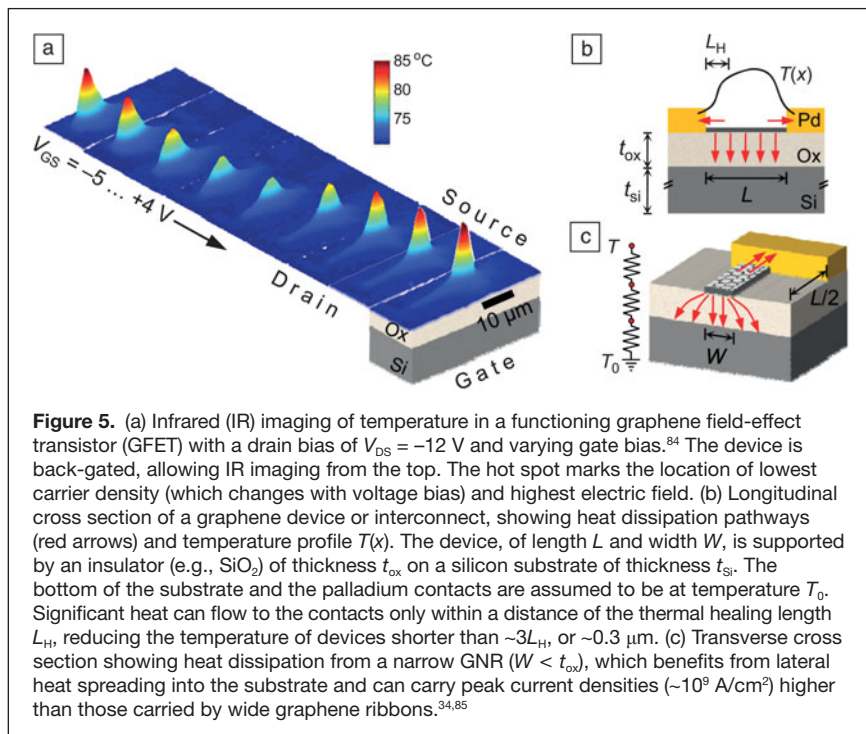 a
85 °C
80
75
V_GS = –5 ... +4 V
Source
Drain
10 μm
Ox
Si
Gate
b
L_H
T(x)
Pd
t_ox
Ox
t_si
L
Si
c
T
L/2
W
T_0
Figure 5. (a) Infrared (IR) imaging of temperature in a functioning graphene field-effect
transistor (GFET) with a drain bias of V_DS = –12 V and varying gate bias.^84 The device is
back-gated, allowing IR imaging from the top. The hot spot marks the location of lowest
carrier density (which changes with voltage bias) and highest electric field. (b) Longitudinal
cross section of a graphene device or interconnect, showing heat dissipation pathways
(red arrows) and temperature profile T(x). The device, of length L and width W, is supported
by an insulator (e.g., SiO₂) of thickness t_ox on a silicon substrate of thickness t_Si. The
bottom of the substrate and the palladium contacts are assumed to be at temperature T_0.
Significant heat can flow to the contacts only within a distance of the thermal healing length
L_H, reducing the temperature of devices shorter than ~3L_H, or ~0.3 μm. (c) Transverse cross
section showing heat dissipation from a narrow GNR (W < t_ox), which benefits from lateral
heat spreading into the substrate and can carry peak current densities (~10⁹ A/cm²) higher
than those carried by wide graphene ribbons.^34,85